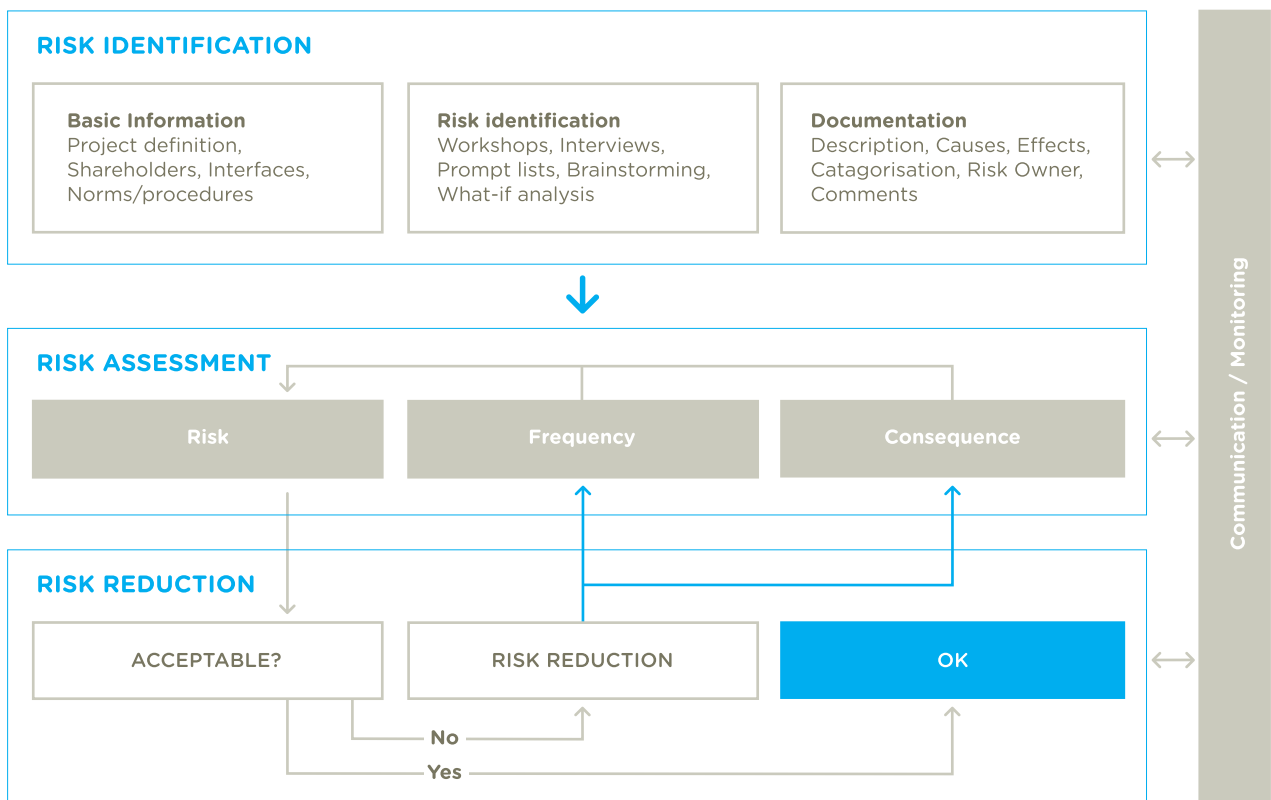 RISK IDENTIFICATION
Basic Information
Project definition,
Shareholders, Interfaces,
Norms/procedures
Risk identification
Workshops, Interviews,
Prompt lists, Brainstorming,
What-if analysis
Documentation
Description, Causes, Effects,
Catagorisation, Risk Owner,
Comments
RISK ASSESSMENT
Risk
Frequency
Consequence
RISK REDUCTION
ACCEPTABLE?
RISK REDUCTION
OK
No
Yes
Communication / Monitoring